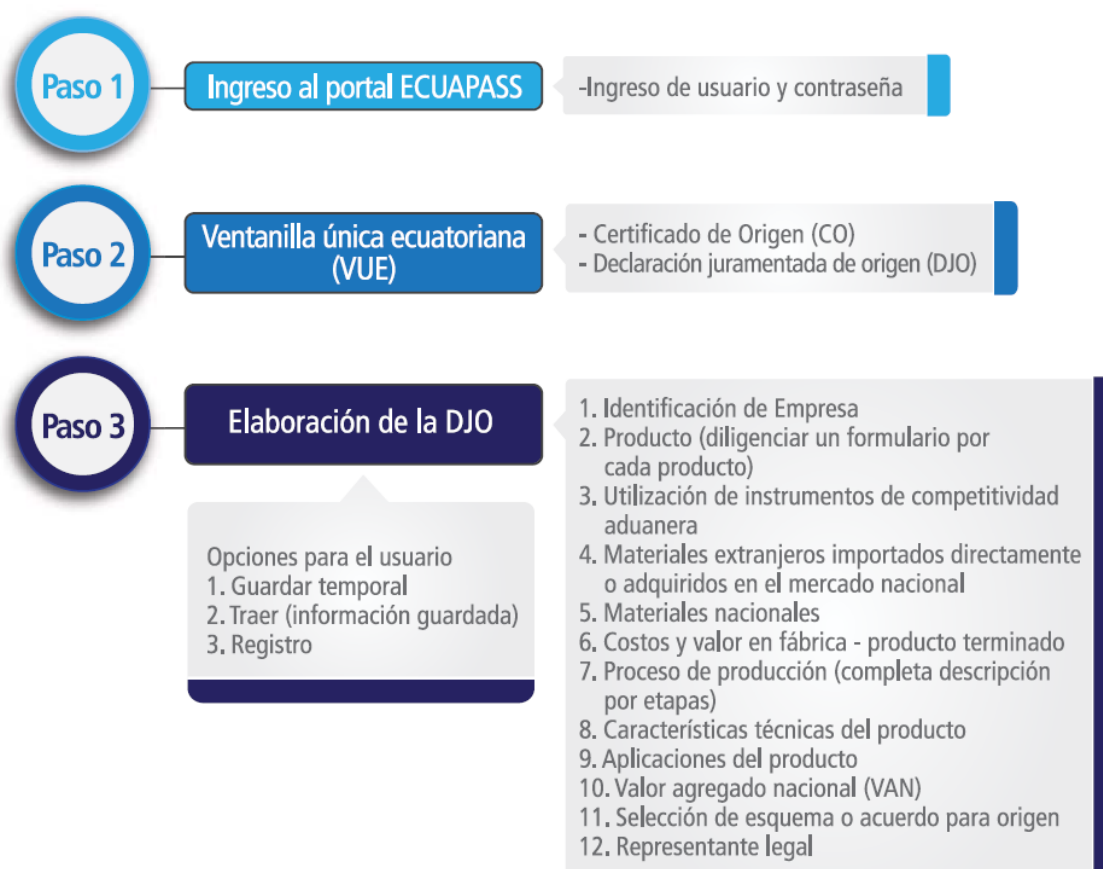 Paso 1
Ingreso al portal ECUAPASS
-Ingreso de usuario y contraseña
Paso 2
Ventanilla única ecuatoriana
(VUE)
- Certificado de Origen (CO)
- Declaración juramentada de origen (DJO)
Paso 3
Elaboración de la DJO
Opciones para el usuario
1. Guardar temporal
2. Traer (información guardada)
3. Registro
1. Identificación de Empresa
2. Producto (diligenciar un formulario por
cada producto)
3. Utilización de instrumentos de competitividad
aduanera
4. Materiales extranjeros importados directamente
o adquiridos en el mercado nacional
5. Materiales nacionales
6. Costos y valor en fábrica - producto terminado
7. Proceso de producción (completa descripción
por etapas)
8. Características técnicas del producto
9. Aplicaciones del producto
10. Valor agregado nacional (VAN)
11. Selección de esquema o acuerdo para origen
12. Representante legal